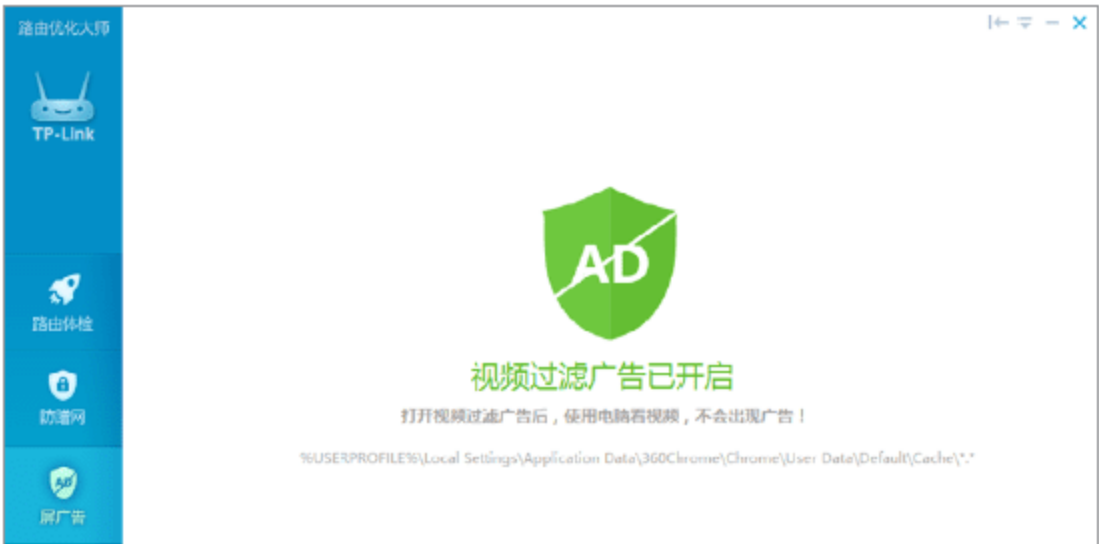 路由优化大师
TP-Link
路由体检
防蹭网
AD
屏广告
AD
视频过滤广告已开启
打开视频过滤广告后，使用电脑看视频，不会出现广告！
%USERPROFILE%\Local Settings\Application Data\360Chrome\Chrome\User Data\Default\Cache\*.*